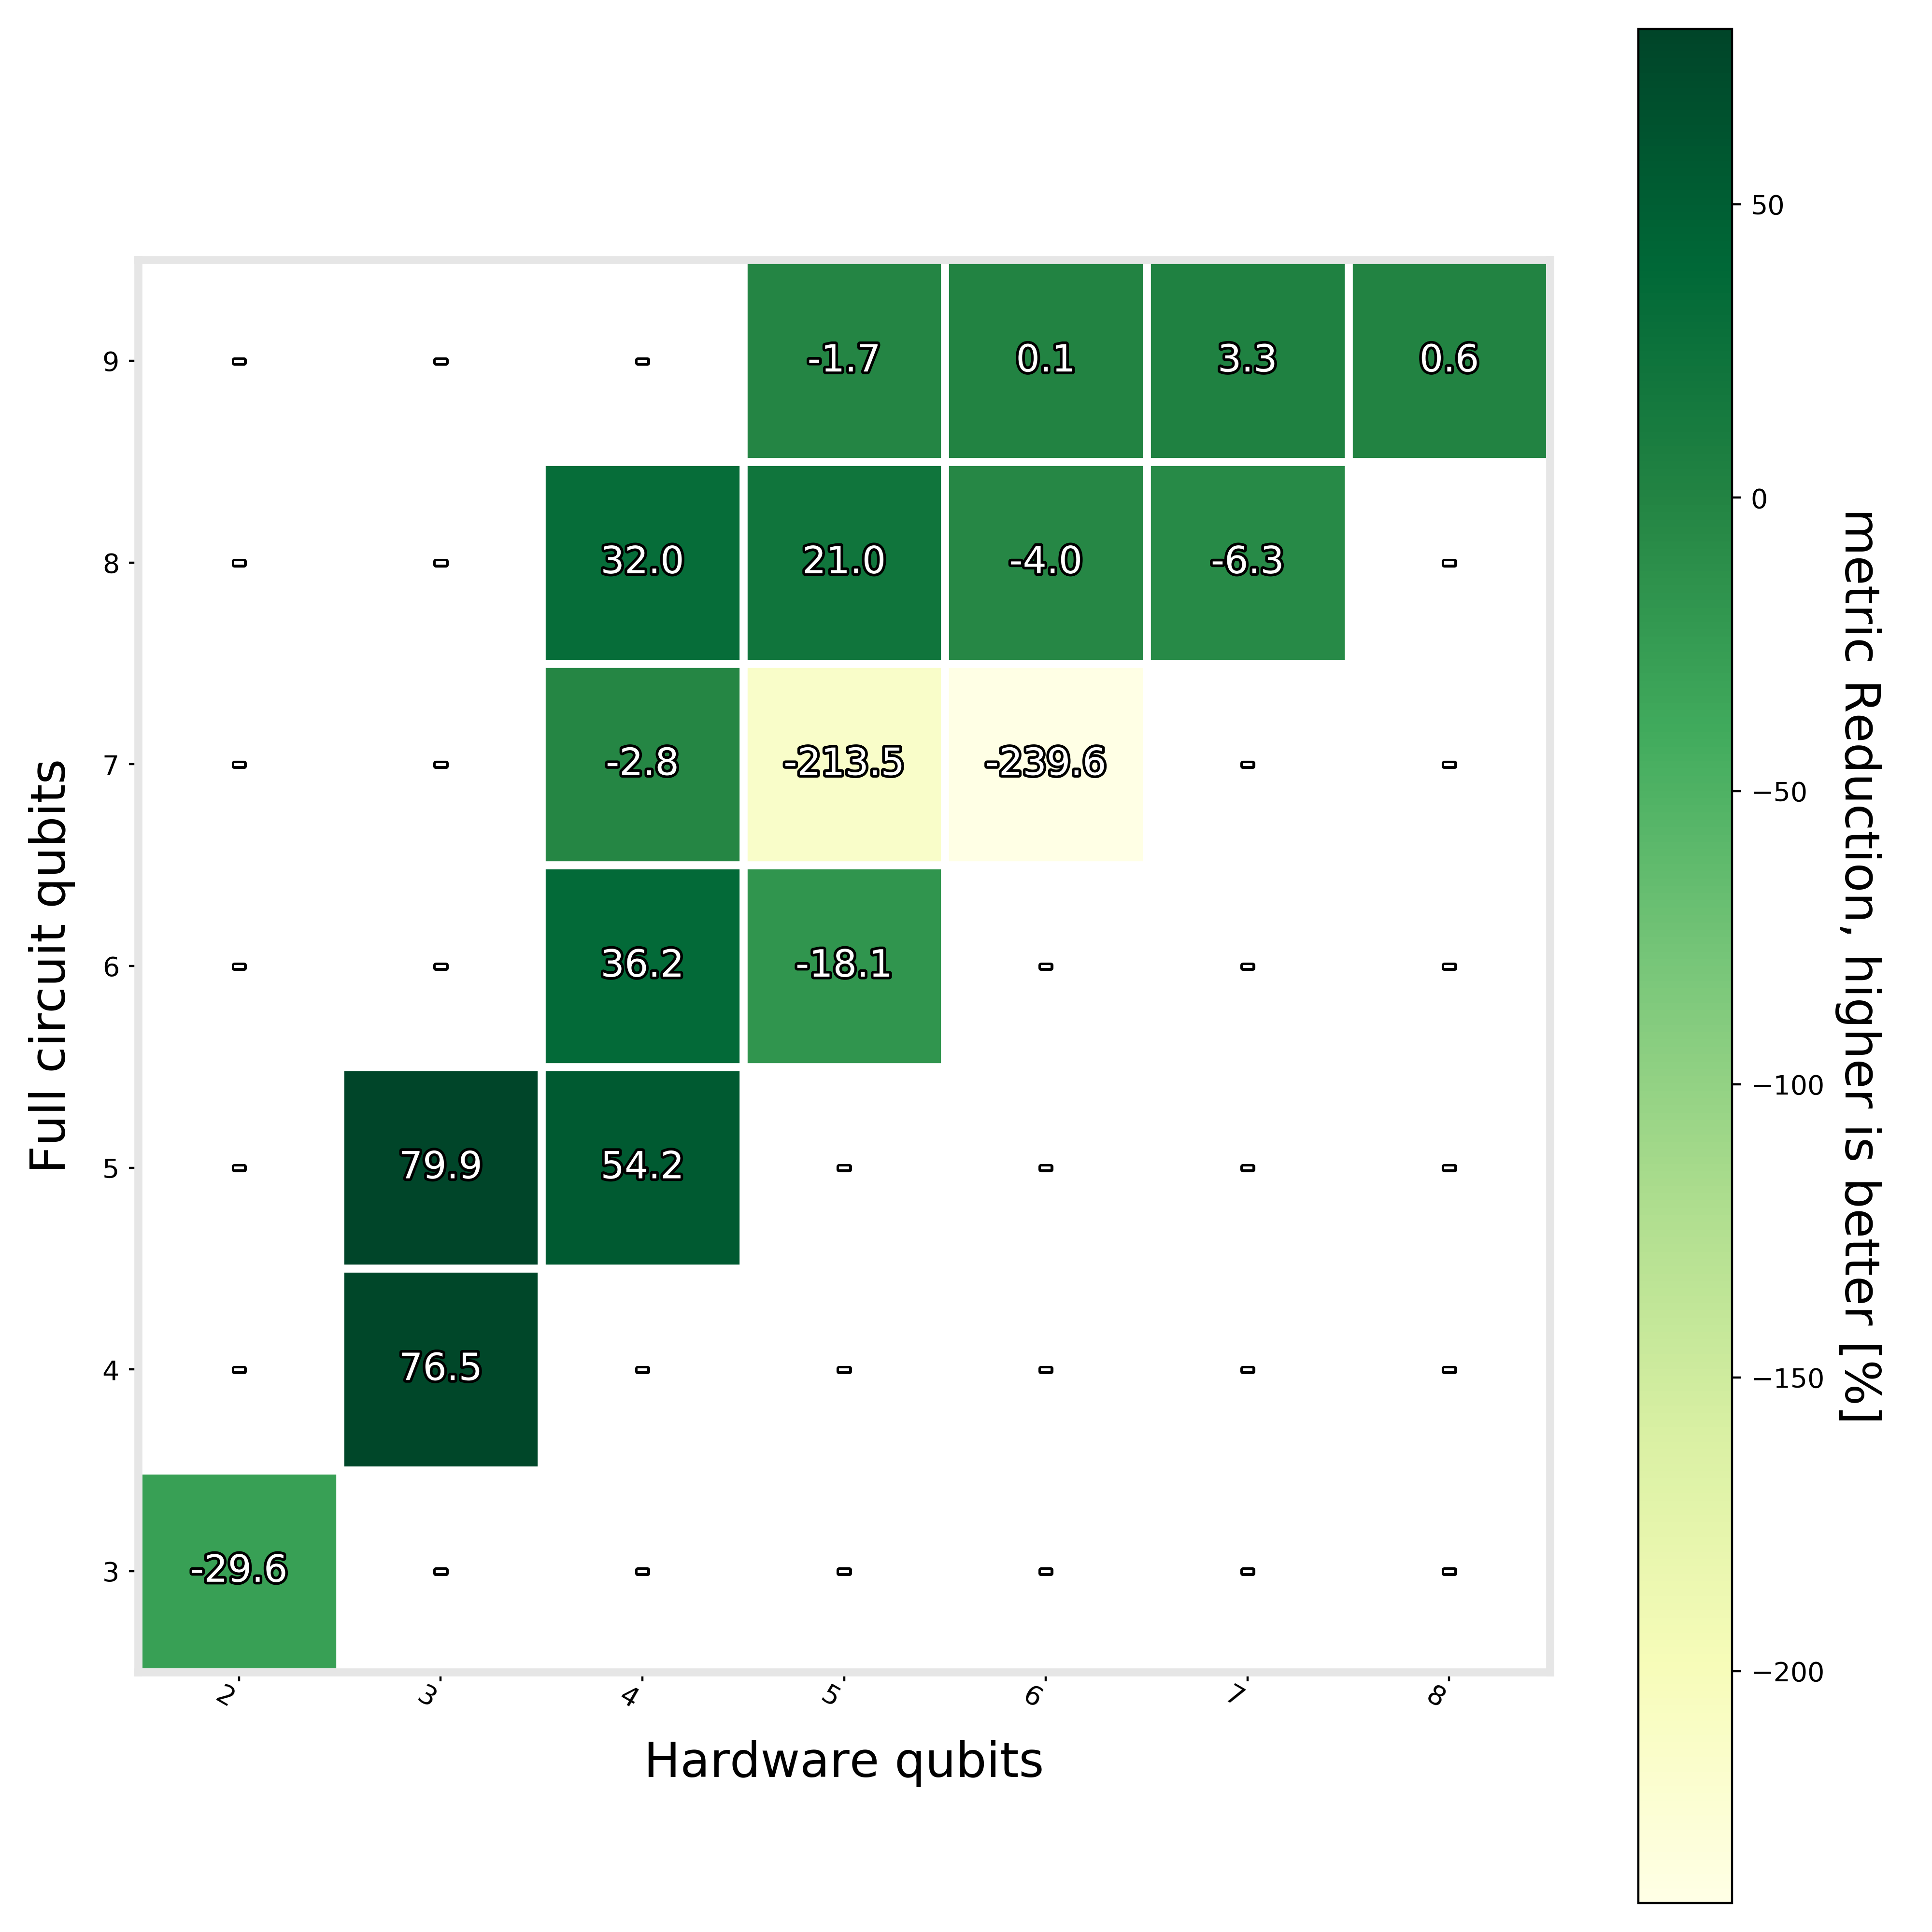 Full circuit qubits
9 - - - -1.7 0.1 3.3 0.6
8 - - 32.0 21.0 -4.0 -6.3 -
7 - - -2.8 -213.5 -239.6 - -
6 - - 36.2 -18.1 - - -
5 - 79.9 54.2 - - - -
4 - 76.5 - - - - -
3 -29.6 - - - - - -
2 3 4 5 6 7 8
Hardware qubits
50
0
−50
−100
−150
−200
metric Reduction, higher is better [%]